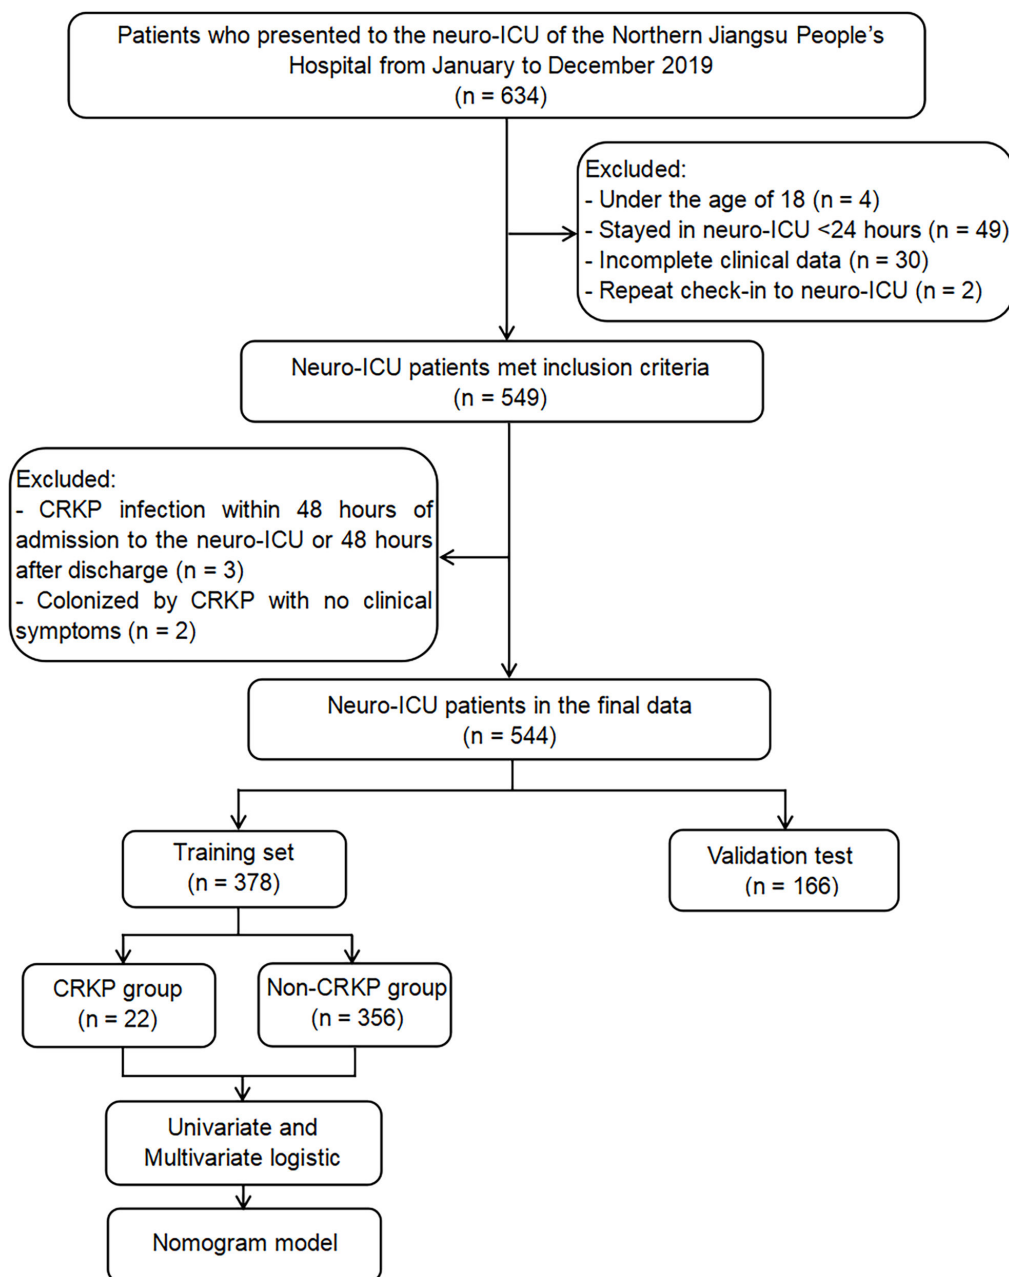 Patients who presented to the neuro-ICU of the Northern Jiangsu People’s
Hospital from January to December 2019
(n = 634)
Excluded:
- Under the age of 18 (n = 4)
- Stayed in neuro-ICU <24 hours (n = 49)
- Incomplete clinical data (n = 30)
- Repeat check-in to neuro-ICU (n = 2)
Neuro-ICU patients met inclusion criteria
(n = 549)
Excluded:
- CRKP infection within 48 hours of
admission to the neuro-ICU or 48 hours
after discharge (n = 3)
- Colonized by CRKP with no clinical
symptoms (n = 2)
Neuro-ICU patients in the final data
(n = 544)
Training set
(n = 378)
Validation test
(n = 166)
CRKP group
(n = 22)
Non-CRKP group
(n = 356)
Univariate and
Multivariate logistic
Nomogram model